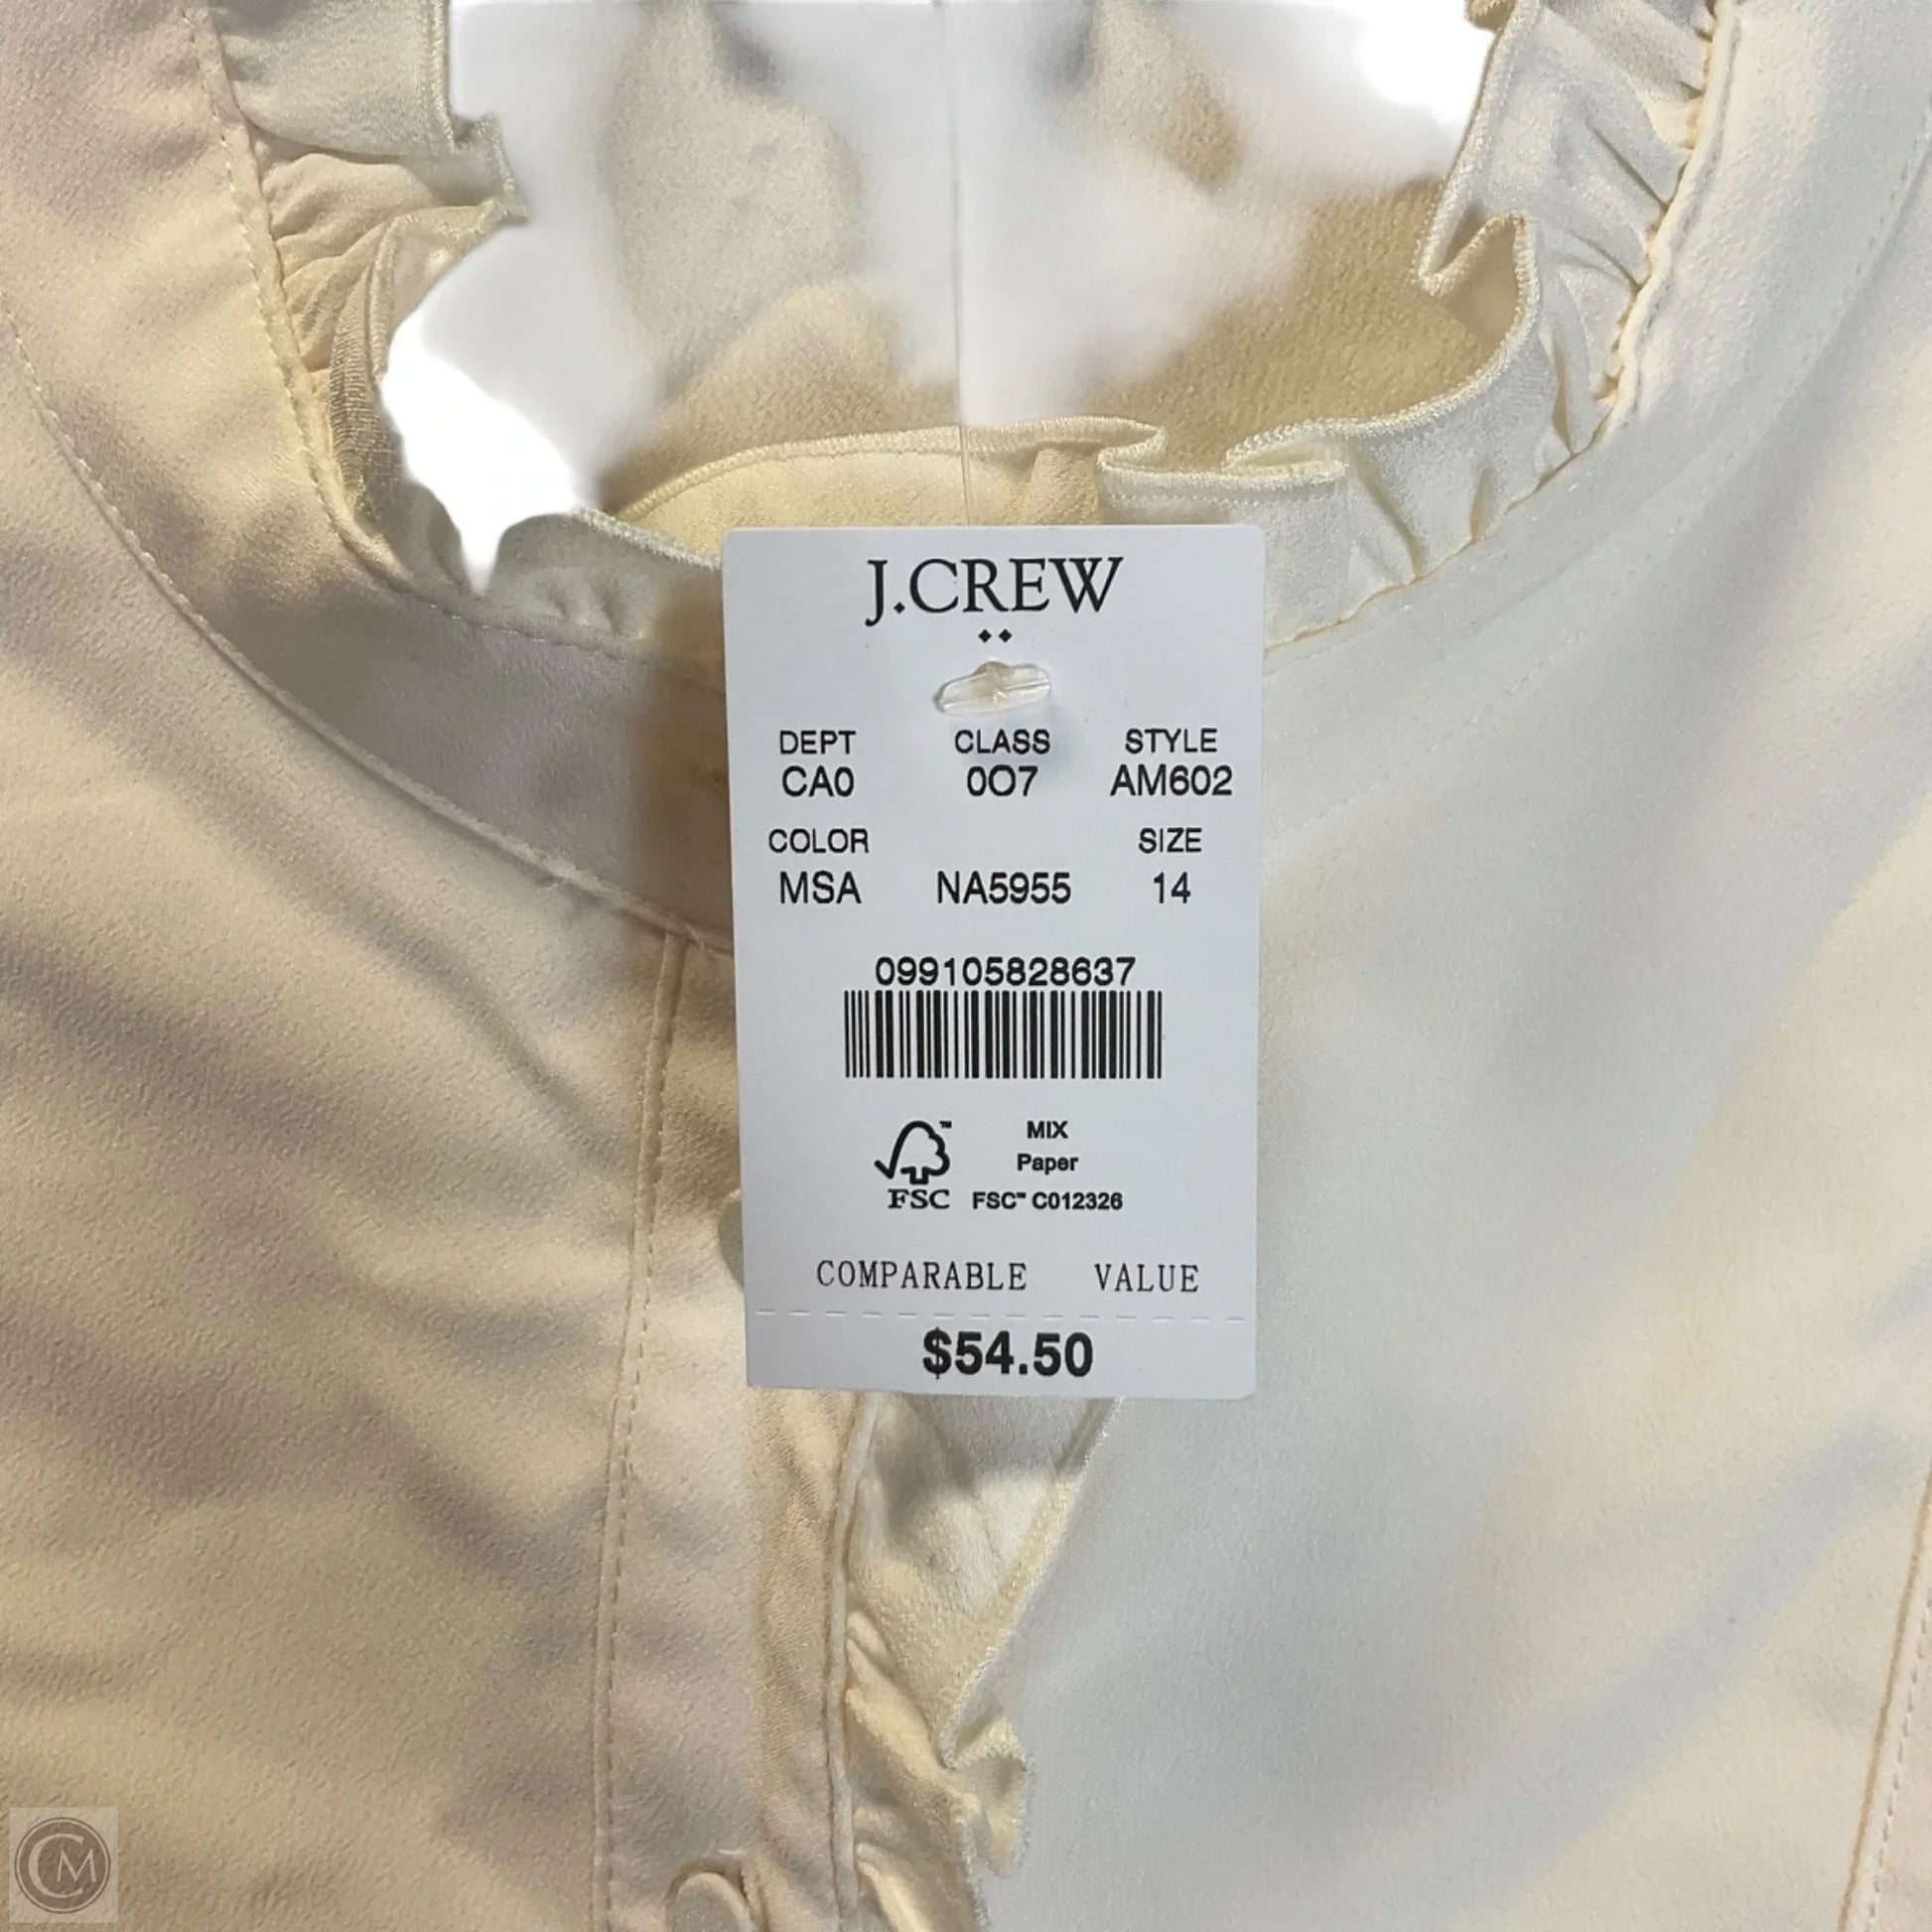 J.CREW
DEPT CLASS STYLE
CA0 0O7 AM602
COLOR SIZE
MSA NA5955 14
099105828637
MIX
Paper
FSC FSC™ C012326
COMPARABLE VALUE
$54.50
CM